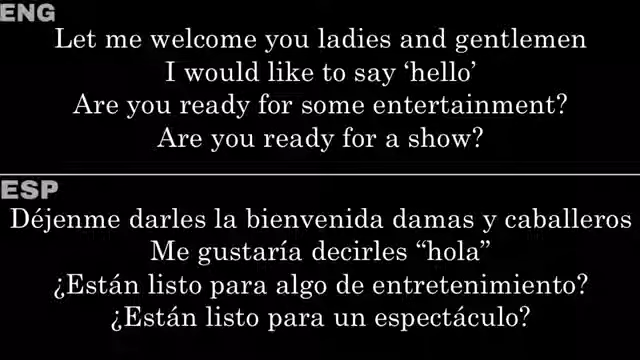 ENG
Let me welcome you ladies and gentlemen
I would like to say ‘hello’
Are you ready for some entertainment?
Are you ready for a show?
ESP
Déjenme darles la bienvenida damas y caballeros
Me gustaría decirles “hola”
¿Están listo para algo de entretenimiento?
¿Están listo para un espectáculo?